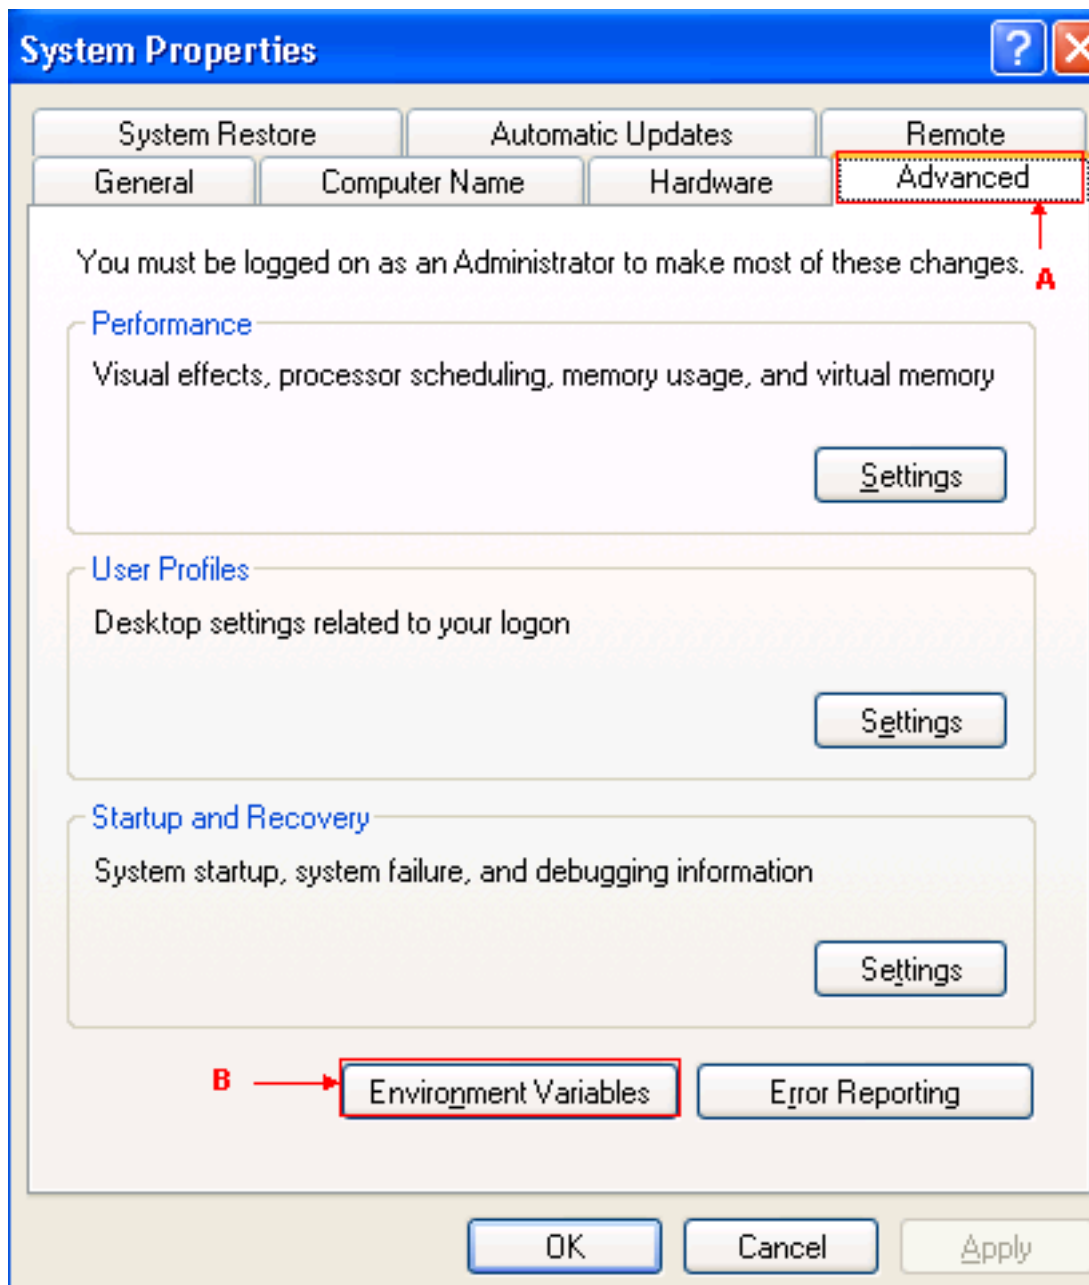 System Properties
System Restore Automatic Updates Remote
General Computer Name Hardware Advanced
You must be logged on as an Administrator to make most of these changes.
A
Performance
Visual effects, processor scheduling, memory usage, and virtual memory
Settings
User Profiles
Desktop settings related to your logon
Settings
Startup and Recovery
System startup, system failure, and debugging information
Settings
B Environment Variables Error Reporting
OK Cancel Apply